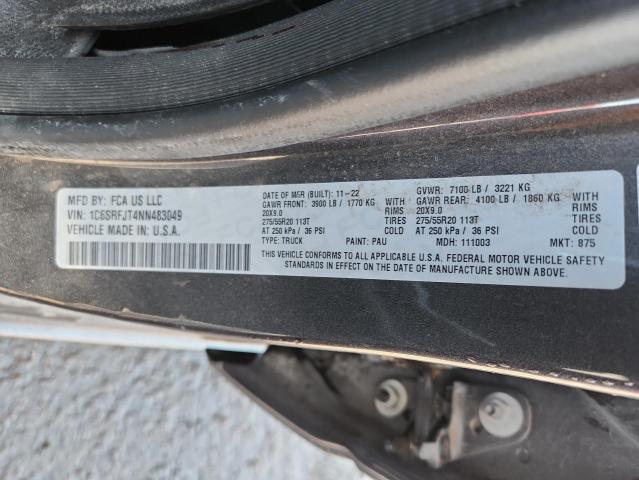 MFD BY: FCA US LLC
VIN: 1C6SRFJT4NN483049
VEHICLE MADE IN U.S.A.
DATE OF MGR (BUILT): 11-22 GVWR: 7100 LB / 3221 KG
GAWR FRONT: 3900 LB / 1770 KG WITH GAWR REAR: 4100 LB / 1860 KG WITH
20X9.0 RIMS 20X9.0 RIMS
275/55R20 113T TIRES 275/55R20 113T TIRES
AT 250 kPa / 36 PSI COLD AT 250 kPa / 36 PSI COLD
TYPE: TRUCK PAINT: PAU MDH: 111003 MKT: 875
THIS VEHICLE CONFORMS TO ALL APPLICABLE U.S.A. FEDERAL MOTOR VEHICLE SAFETY
STANDARDS IN EFFECT ON THE DATE OF MANUFACTURE SHOWN ABOVE.